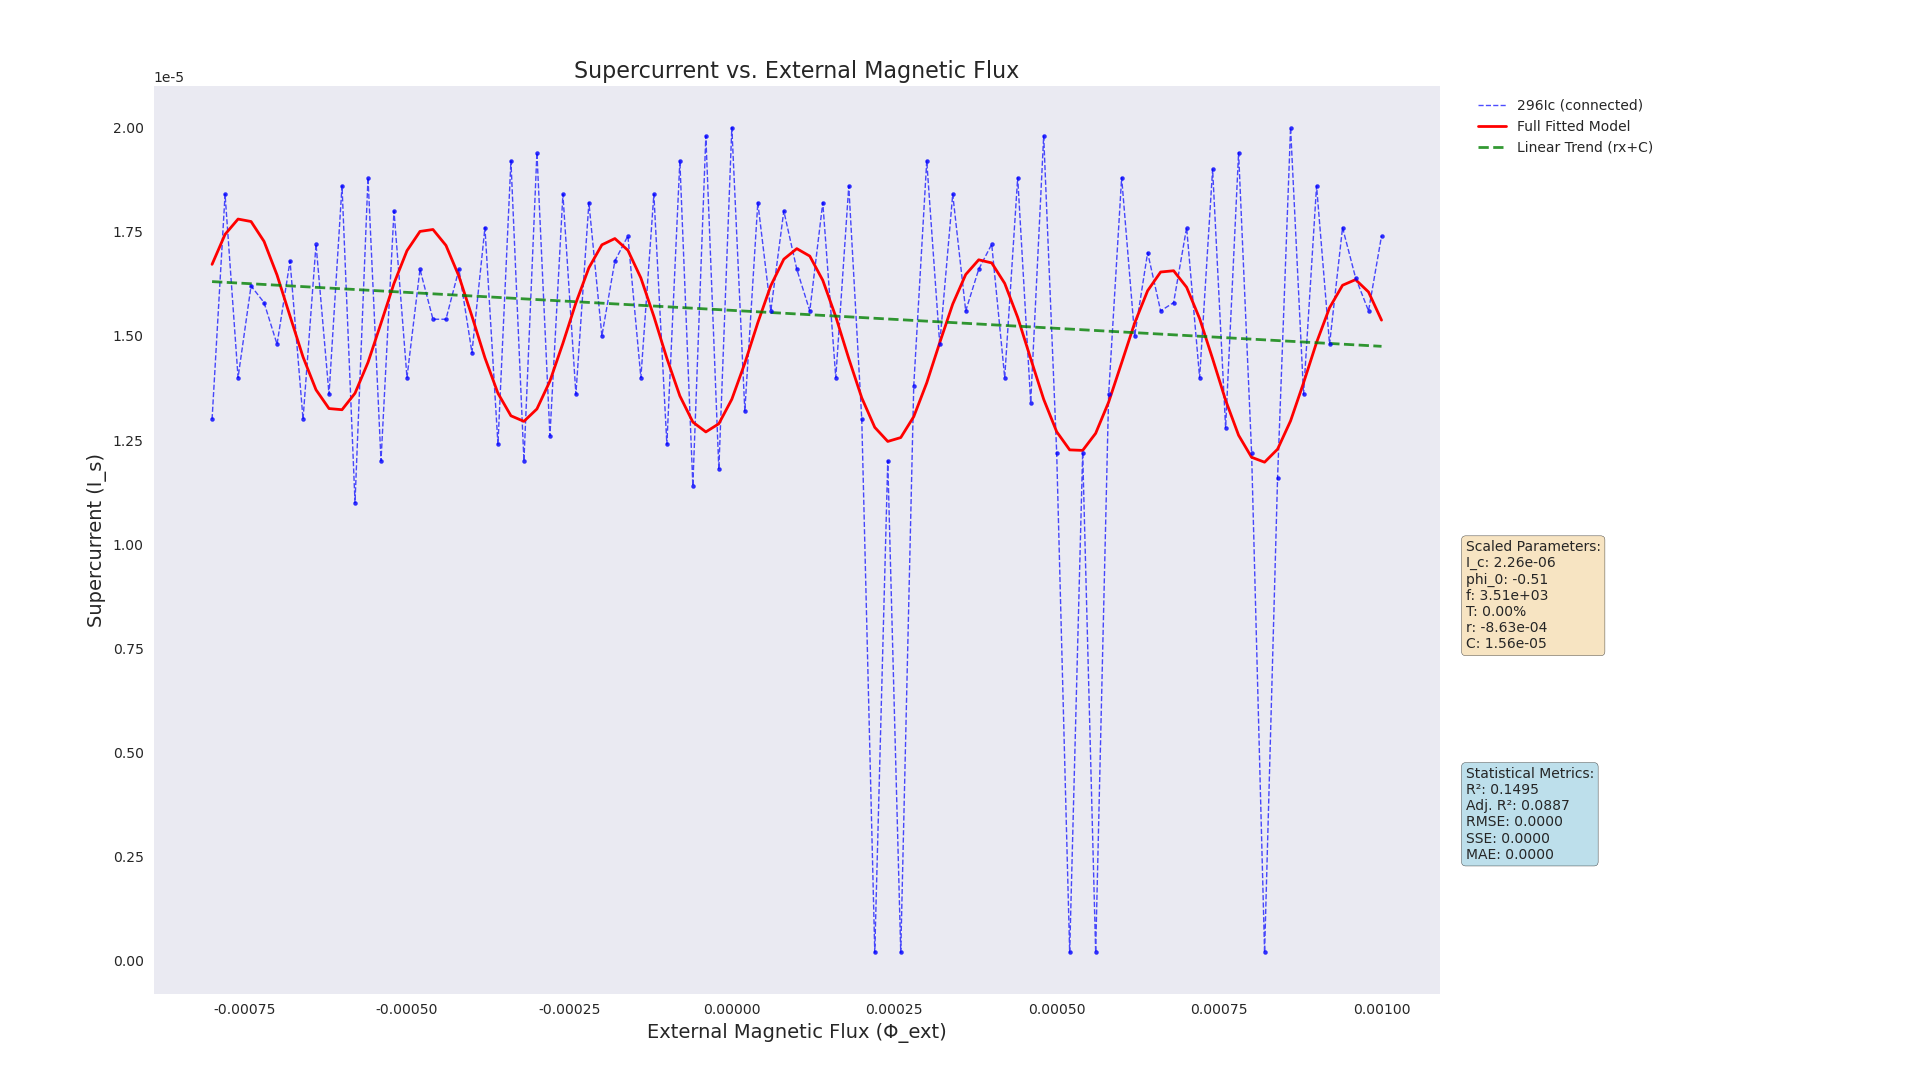 Supercurrent vs. External Magnetic Flux
1e-5
2.00
1.75
1.50
1.25
1.00
0.75
0.50
0.25
0.00
Supercurrent (I_s)
-0.00075
-0.00050
-0.00025
0.00000
0.00025
0.00050
0.00075
0.00100
External Magnetic Flux (Φ_ext)
296Ic (connected)
Full Fitted Model
Linear Trend (rx+C)
Scaled Parameters:
I_c: 2.26e-06
phi_0: -0.51
f: 3.51e+03
T: 0.00%
r: -8.63e-04
C: 1.56e-05
Statistical Metrics:
R²: 0.1495
Adj. R²: 0.0887
RMSE: 0.0000
SSE: 0.0000
MAE: 0.0000